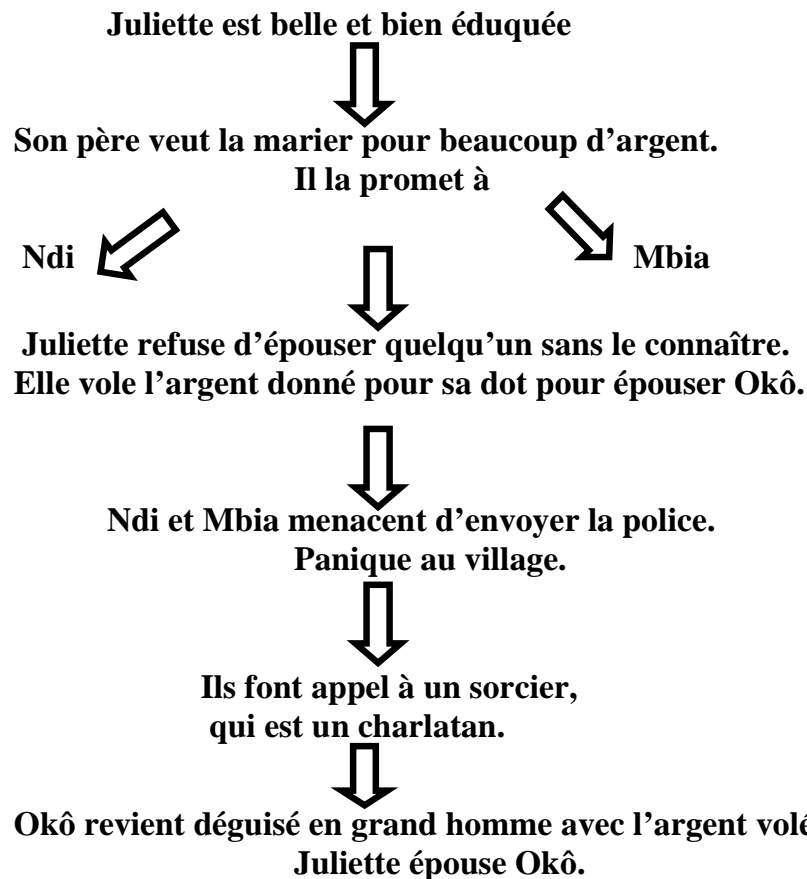 Juliette est belle et bien éduquée
Son père veut la marier pour beaucoup d'argent.
Il la promet à
Ndi
Mbia
Juliette refuse d'épouser quelqu'un sans le connaître.
Elle vole l'argent donné pour sa dot pour épouser Okô.
Ndi et Mbia menacent d'envoyer la police.
Panique au village.
Ils font appel à un sorcier,
qui est un charlatan.
Okô revient déguisé en grand homme avec l'argent volé
Juliette épouse Okô.